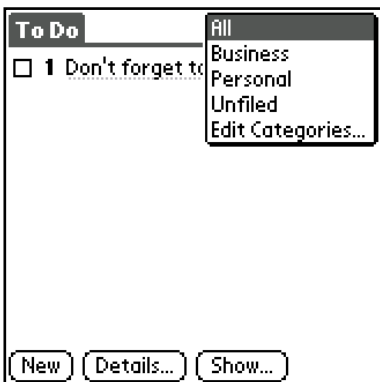 To Do
All
Business
1 Don't forget to
Personal
Unfiled
Edit Categories...
New Details... Show...